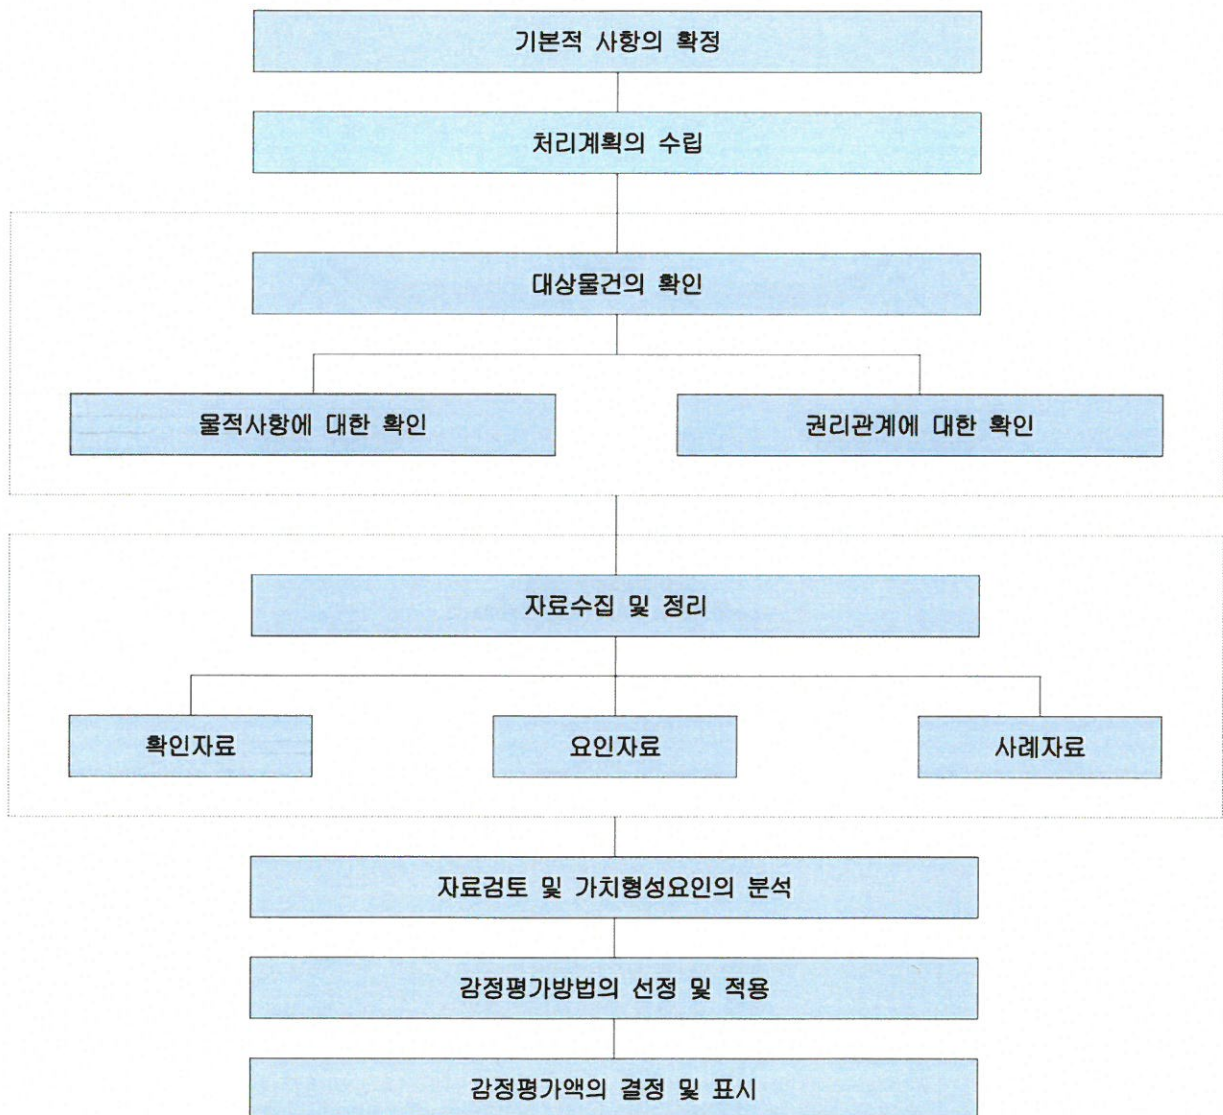 기본적 사항의 확정
처리계획의 수립
대상물건의 확인
물적사항에 대한 확인
권리관계에 대한 확인
자료수집 및 정리
확인자료
요인자료
사례자료
자료검토 및 가치형성요인의 분석
감정평가방법의 선정 및 적용
감정평가액의 결정 및 표시